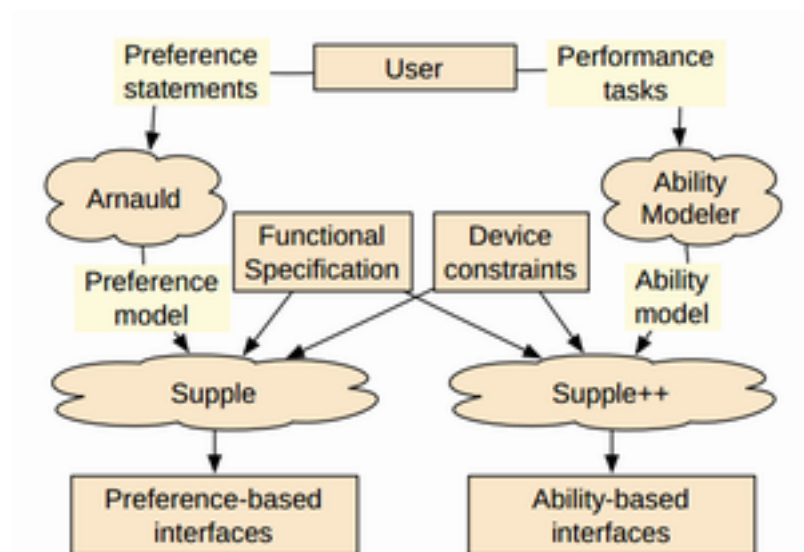 Preference
statements
User
Performance
tasks
Arnauld
Ability
Modeler
Functional
Specification
Device
constraints
Preference
model
Ability
model
Supple
Supple++
Preference-based
interfaces
Ability-based
interfaces